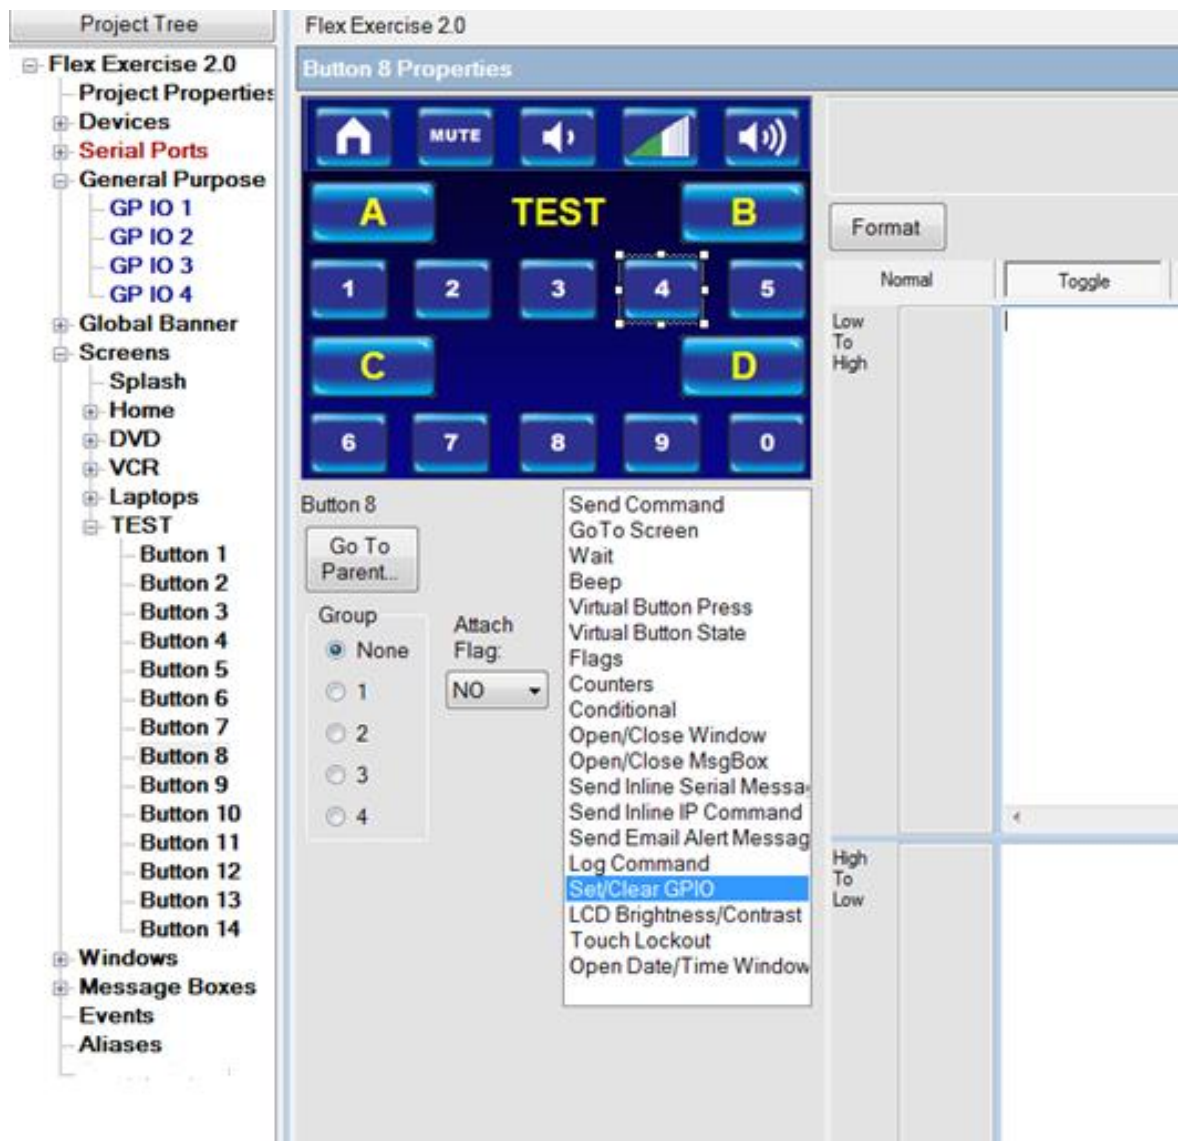 Project Tree
Flex Exercise 2.0
Project Properties
Devices
Serial Ports
General Purpose
GP IO 1
GP IO 2
GP IO 3
GP IO 4
Global Banner
Screens
Splash
Home
DVD
VCR
Laptops
TEST
Button 1
Button 2
Button 3
Button 4
Button 5
Button 6
Button 7
Button 8
Button 9
Button 10
Button 11
Button 12
Button 13
Button 14
Windows
Message Boxes
Events
Aliases
Flex Exercise 2.0
Button 8 Properties
MUTE
A TEST B
1 2 3 4 5
C D
6 7 8 9 0
Button 8
Go To
Parent...
Group
None
1
2
3
4
Attach
Flag:
NO
Send Command
GoTo Screen
Wait
Beep
Virtual Button Press
Virtual Button State
Flags
Counters
Conditional
Open/Close Window
Open/Close MsgBox
Send Inline Serial Messa
Send Inline IP Command
Send Email Alert Messag
Log Command
Set/Clear GPIO
LCD Brightness/Contrast
Touch Lockout
Open Date/Time Window
Format
Normal Toggle
Low
To
High
High
To
Low